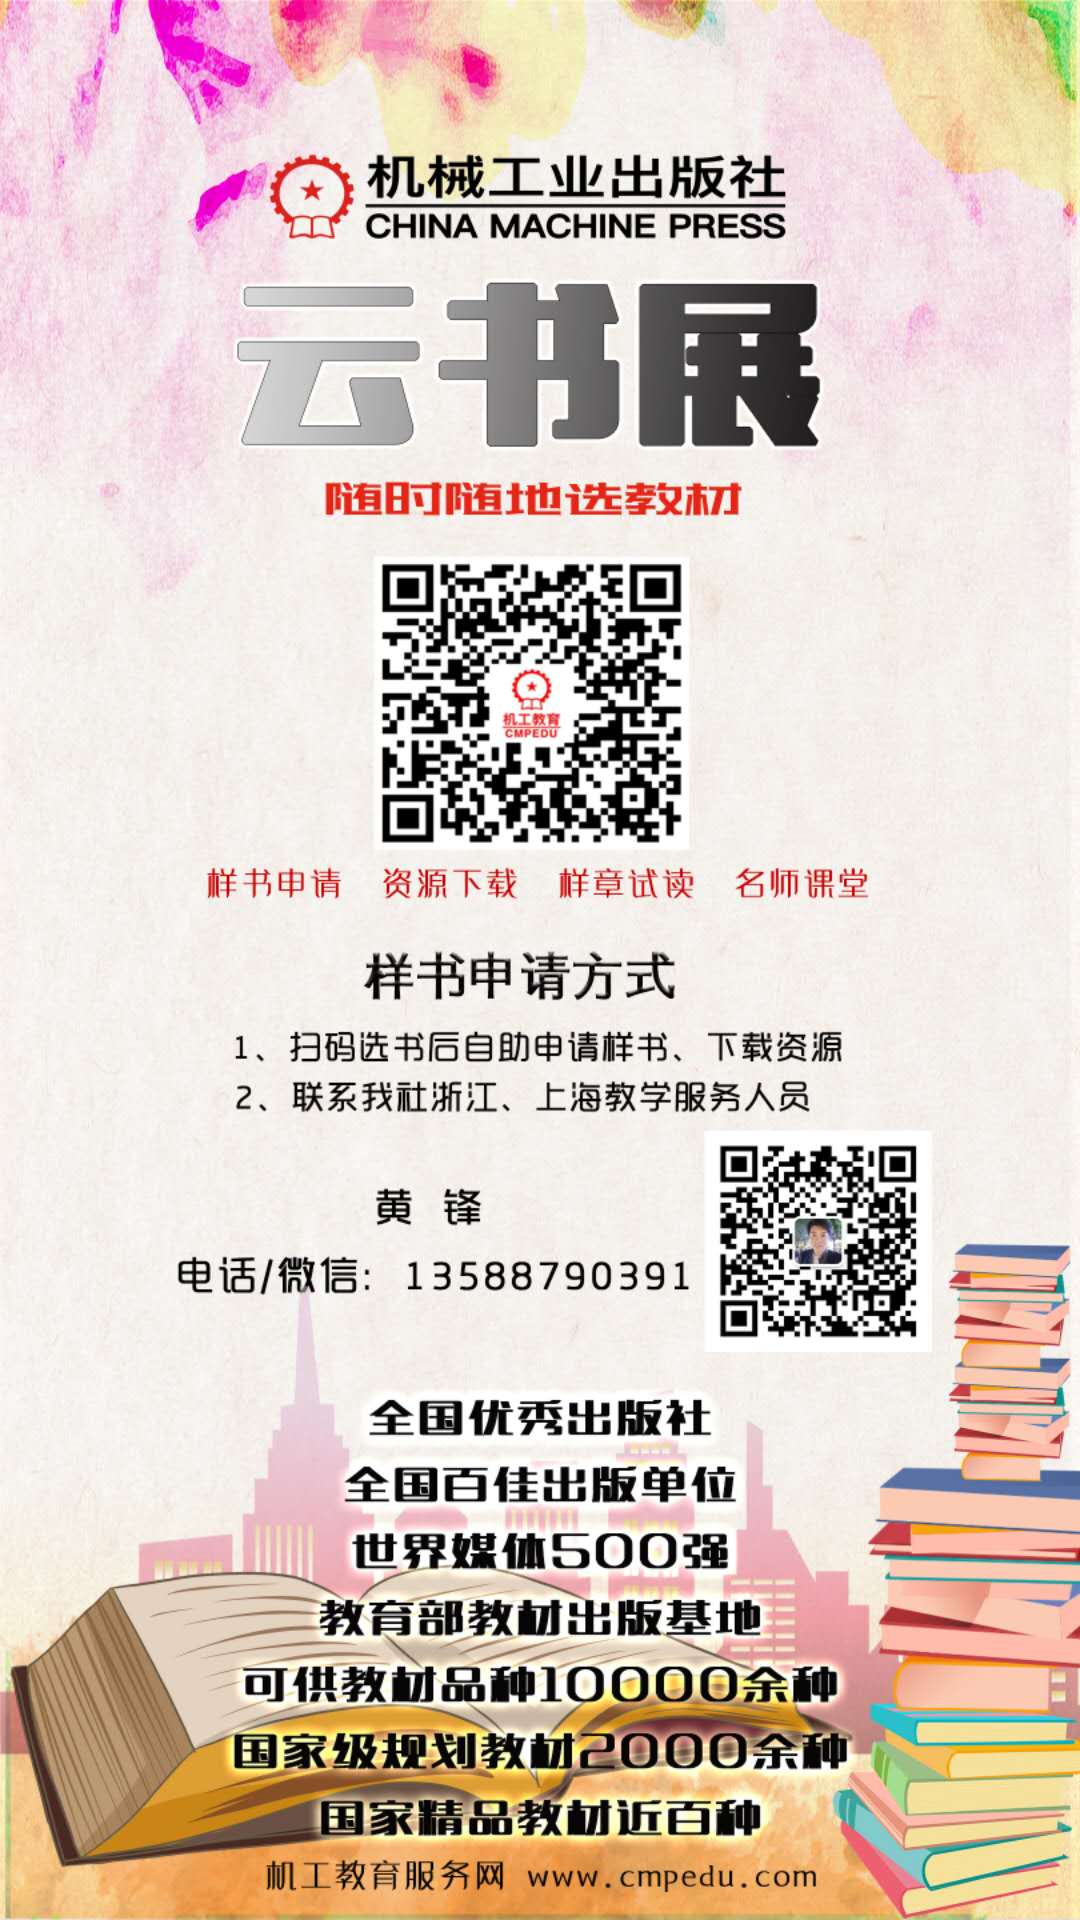 机械工业出版社
CHINA MACHINE PRESS
云书展
随时随地选教材
机工教育
CMPEDU
样书申请 资源下载 样章试读 名师课堂
样书申请方式
1、扫码选书后自助申请样书、下载资源
2、联系我社浙江、上海教学服务人员
黄 锋
电话/微信: 13588790391
全国优秀出版社
全国百佳出版单位
世界媒体500强
教育部教材出版基地
可供教材品种10000余种
国家级规划教材2000余种
国家精品教材近百种
机工教育服务网 www.cmpedu.com